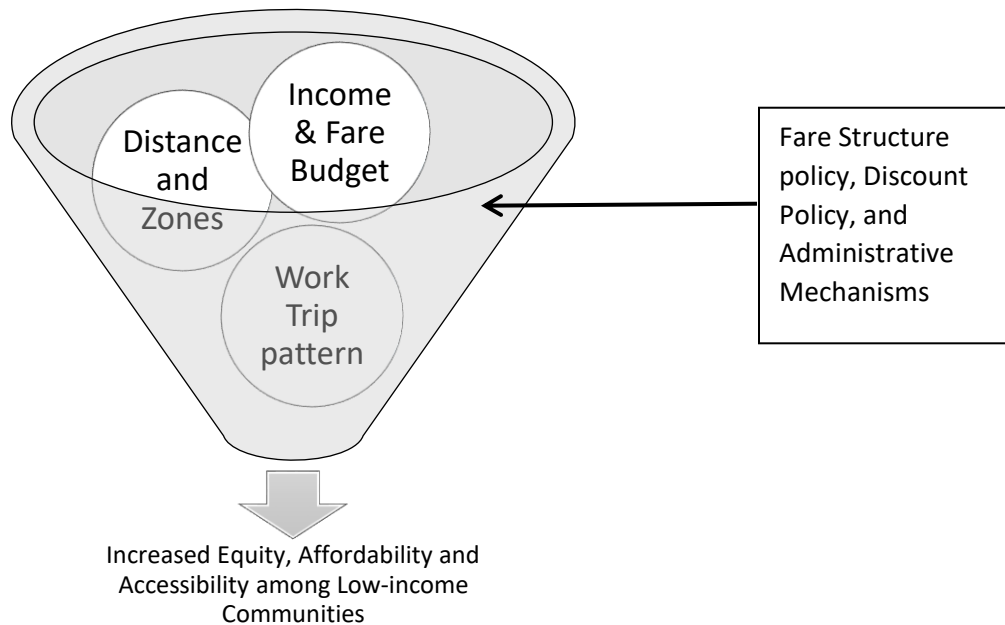 Income
& Fare
Budget
Distance
and
Zones
Work
Trip
pattern
Fare Structure
policy, Discount
Policy, and
Administrative
Mechanisms
Increased Equity, Affordability and
Accessibility among Low-income
Communities